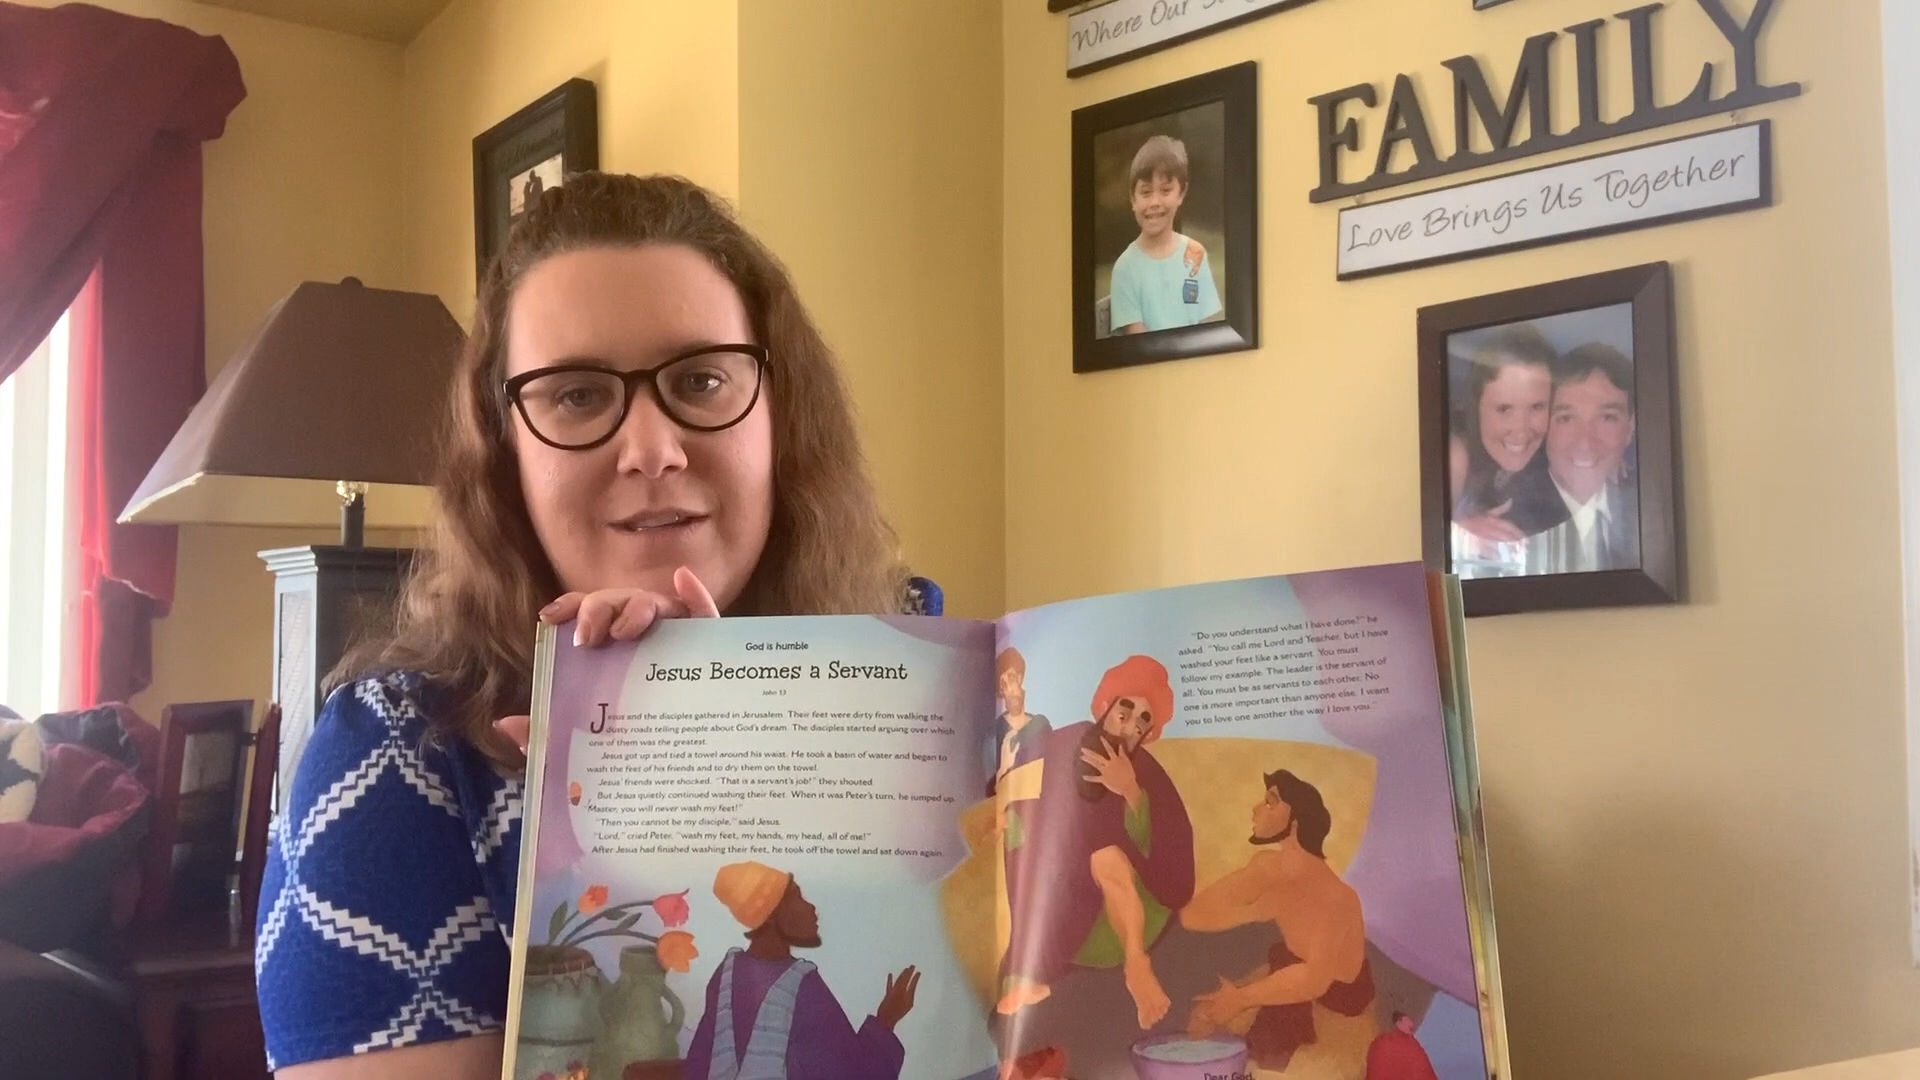 Where Our
FAMILY
Love Brings Us Together
God is humble
Jesus Becomes a Servant
John 13
Jesus and the disciples gathered in Jerusalem. Their feet were dirty from walking the
dusty roads telling people about God's dream. The disciples started arguing over which
one of them was the greatest.
Jesus got up and tied a towel around his waist. He took a basin of water and began to
wash the feet of his friends and to dry them on the towel.
Jesus' friends were shocked. "That is a servant's job!" they shouted.
But Jesus quietly continued washing their feet. When it was Peter's turn, he jumped up.
"Master, you will never wash my feet!"
"Then you cannot be my disciple," said Jesus.
"Lord," cried Peter, "wash my feet, my hands, my head, all of me!"
After Jesus had finished washing their feet, he took off the towel and sat down again.
"Do you understand what I have done?" he
asked. "You call me Lord and Teacher, but I have
washed your feet like a servant. You must
follow my example. The leader is the servant of
all. You must be as servants to each other. No
one is more important than anyone else. I want
you to love one another the way I love you."
Dear God,